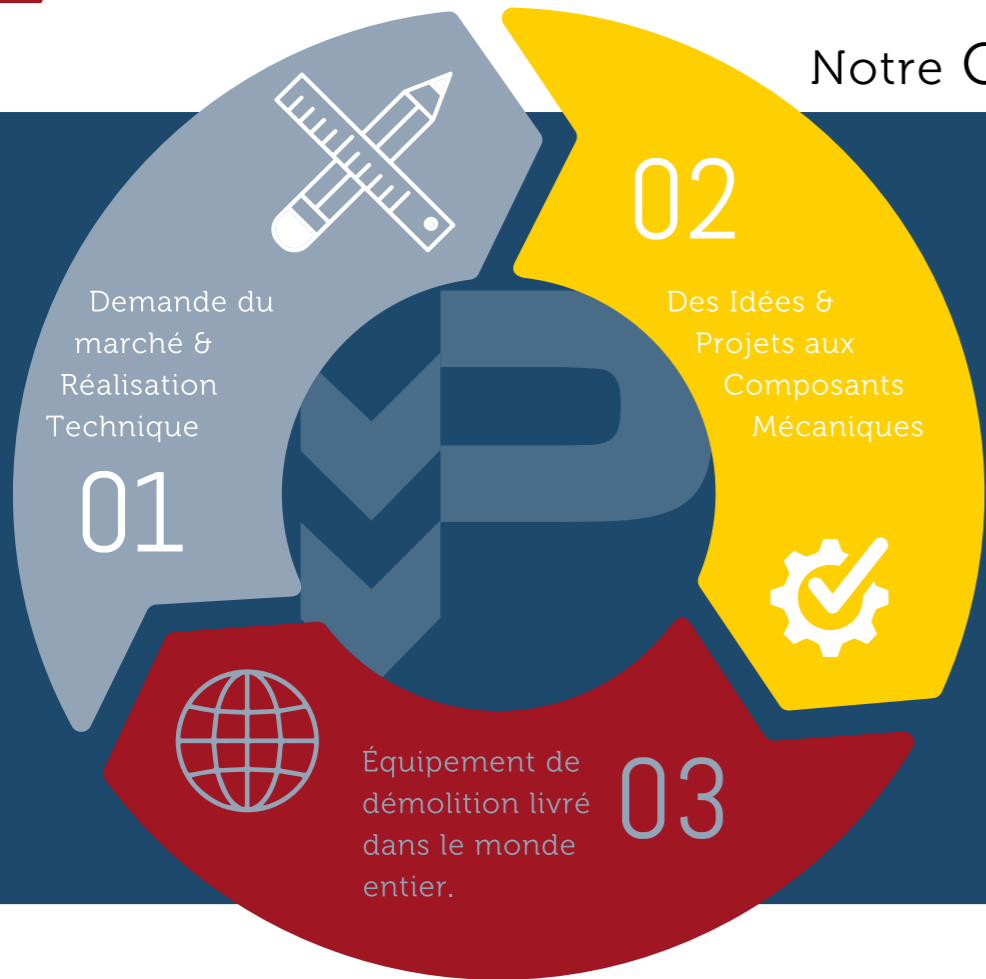 Notre
Demande du
marché &
Réalisation
Technique
01
02
Des Idées &
Projets aux
Composants
Mécaniques
Équipement de
démolition livré
dans le monde
entier.
03